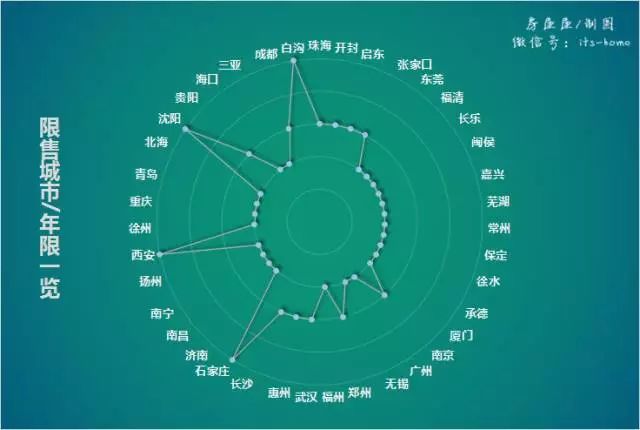 房座座/制图
微信号：its-home
限售城市/年限一览
珠海
开封
启东
张家口
东莞
福清
长乐
闽侯
嘉兴
芜湖
常州
保定
徐水
承德
厦门
南京
广州
无锡
郑州
福州
武汉
惠州
长沙
石家庄
济南
南昌
南宁
扬州
西安
徐州
重庆
青岛
北海
沈阳
贵阳
海口
三亚
成都
白沟